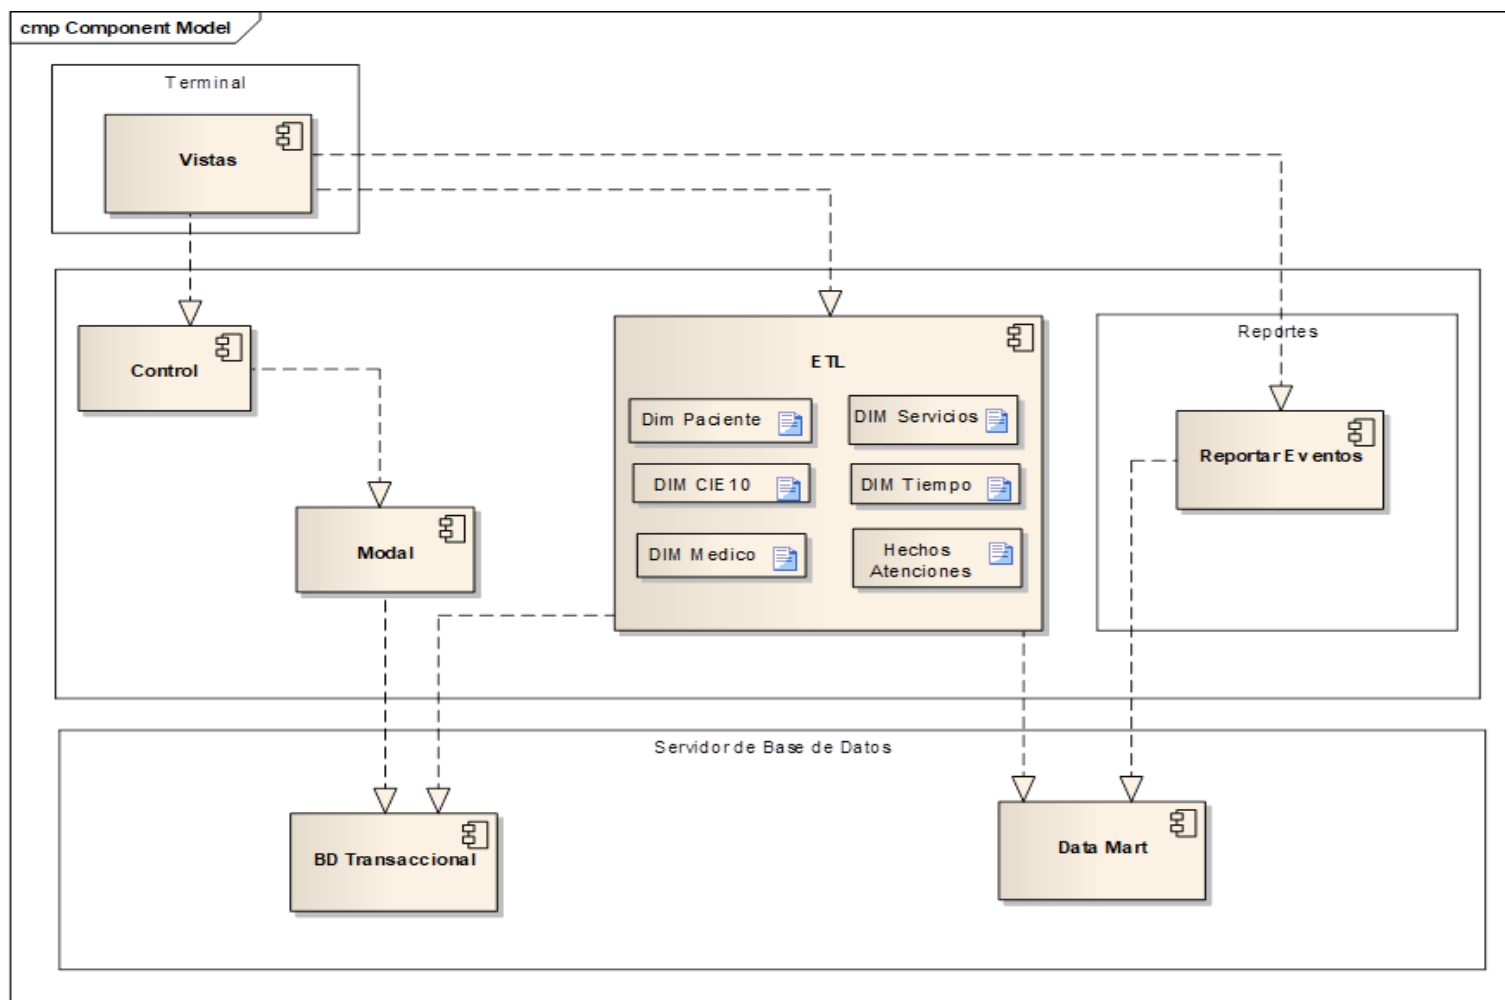 cmp Component Model
Terminal
Vistas
Control
ETL
Reportes
Dim Paciente
DIM Servicios
Reportar Eventos
DIM CIE10
DIM Tiempo
Modal
DIM Medico
Hechos
Atenciones
Servidor de Base de Datos
BD Transaccional
Data Mart